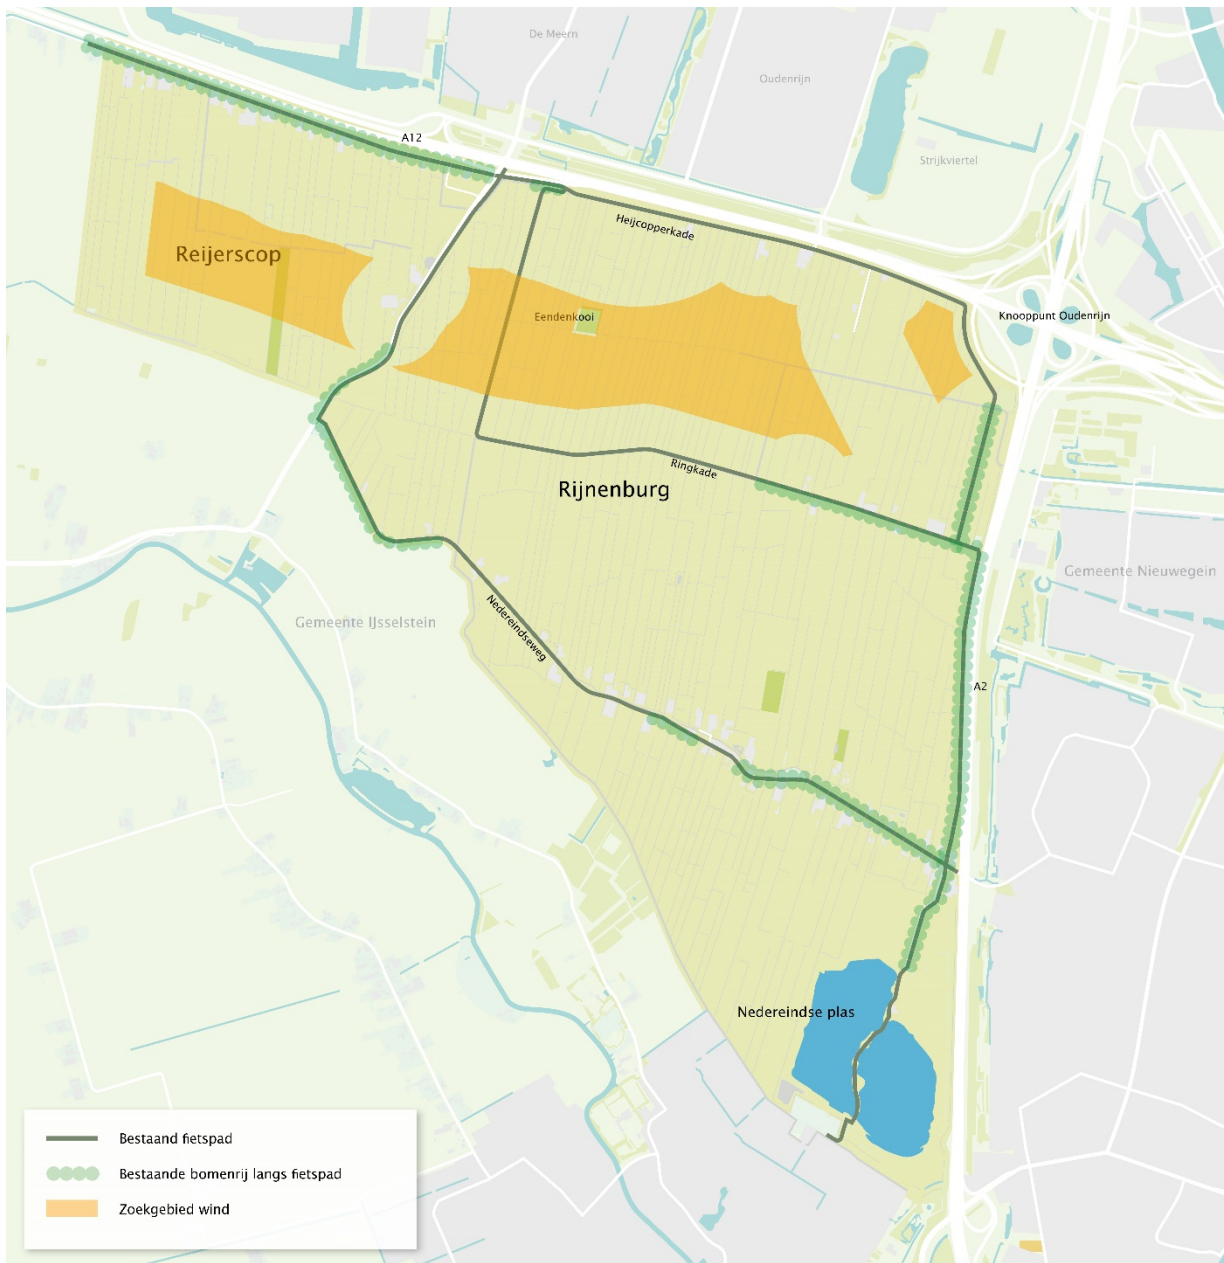 De Meern
Oudenrijn
A12
Strijkviertel
Heijcopperkade
Reijerscop
Eendenkooi
Knooppunt Oudenrijn
Ringkade
Rijnenburg
Gemeente Nieuwegein
Gemeente IJsselstein
Nedereindseweg
A2
Nedereindse plas
Bestaand fietspad
Bestaande bomenrij langs fietspad
Zoekgebied wind